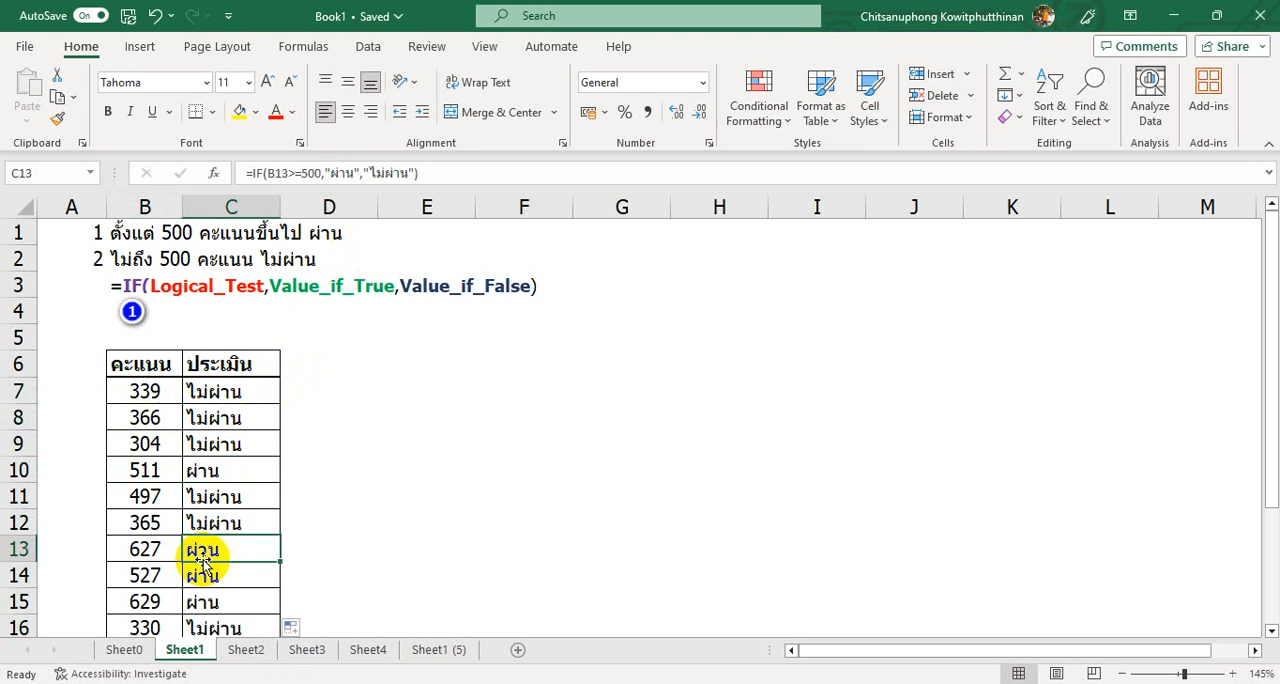 AutoSave On Book1 • Saved Search Chitsanuphong Kowitphutthinan
File Home Insert Page Layout Formulas Data Review View Automate Help Comments Share
Paste Tahoma 11 B I U Wrap Text Merge & Center General Conditional Formatting Format as Table Cell Styles Insert Delete Format Sort & Filter Find & Select Analyze Data Add-ins
Clipboard Font Alignment Number Styles Cells Editing Analysis Add-ins
C13 fx =IF(B13>=500,"ผ่าน","ไม่ผ่าน")
A B C D E F G H I J K L M
1 1 ตั้งแต่ 500 คะแนนขึ้นไป ผ่าน
2 2 ไม่ถึง 500 คะแนน ไม่ผ่าน
3 =IF(Logical_Test,Value_if_True,Value_if_False)
4 1
5
6 คะแนน ประเมิน
7 339 ไม่ผ่าน
8 366 ไม่ผ่าน
9 304 ไม่ผ่าน
10 511 ผ่าน
11 497 ไม่ผ่าน
12 365 ไม่ผ่าน
13 627 ผ่าน
14 527 ผ่าน
15 629 ผ่าน
16 330 ไม่ผ่าน
Sheet0 Sheet1 Sheet2 Sheet3 Sheet4 Sheet1 (5)
Ready Accessibility: Investigate 145%